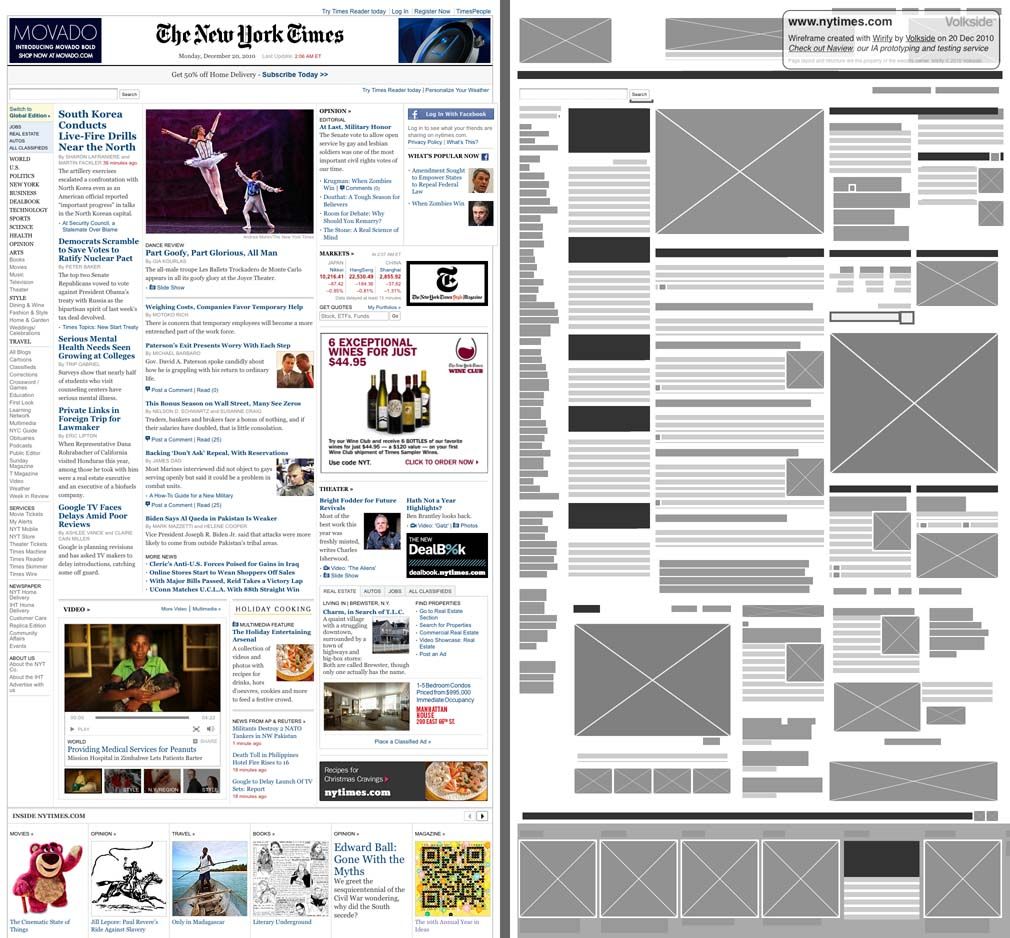 Try Times Reader today | Log In | Register Now | TimesPeople
MOVADO
INTRODUCING MOVADO BOLD
SHOP NOW AT MOVADO.COM
The New York Times
Monday, December 20, 2010 Last Update: 2:06 AM ET
Get 50% off Home Delivery - Subscribe Today >>
Search
Try Times Reader today | Personalize Your Weather
Switch to
Global Edition
JOBS
REAL ESTATE
AUTOS
ALL CLASSIFIEDS
WORLD
U.S.
POLITICS
NEW YORK
BUSINESS
DEALBOOK
TECHNOLOGY
SPORTS
SCIENCE
HEALTH
OPINION
ARTS
Books
Movies
Music
Television
Theater
STYLE
Dining & Wine
Fashion & Style
Home & Garden
Weddings/
Celebrations
TRAVEL
All Blogs
Cartoons
Classifieds
Corrections
Crossword /
Games
Education
First Look
Learning
Network
Multimedia
NYC Guide
Obituaries
Podcasts
Public Editor
Sunday
Magazine
T Magazine
Video
Weather
Week in Review
SERVICES
Movie Tickets
My Alerts
NYT Mobile
NYT Store
Theater Tickets
Times Machine
Times Reader
Times Skimmer
Times Wire
NEWSPAPER
NYT Home
Delivery
IHT Home
Delivery
Customer Care
Replica Edition
Community
Affairs
Events
ABOUT US
About the NYT
Co.
About the IHT
Advertise with
us
South Korea
Conducts
Live-Fire Drills
Near the North
By SHARON LaFRANIERE and
MARTIN FACKLER 36 minutes ago
The artillery exercises
escalated a confrontation with
North Korea even as an
American official reported
"important progress" in talks
in the North Korean capital.
At Security Council, a
Stalemate Over Blame
Democrats Scramble
to Save Votes to
Ratify Nuclear Pact
By PETER BAKER
The top two Senate
Republicans vowed to vote
against President Obama's
treaty with Russia as the
bipartisan spirit of last week's
tax deal devolved.
Times Topics: New Start Treaty
Serious Mental
Health Needs Seen
Growing at Colleges
By TRIP GABRIEL
Surveys show that nearly half
of students who visit
counseling centers have
serious mental illness.
Private Links in
Foreign Trip for
Lawmaker
By ERIC LIPTON
When Representative Dana
Rohrabacher of California
visited Honduras this year,
among those he took with him
were a real estate executive
and an executive of a biofuels
company.
Google TV Faces
Delays Amid Poor
Reviews
By ASHLEE VANCE and CLAIRE
CAIN MILLER
Google is planning revisions
and has asked TV makers to
delay introductions, catching
some off guard.
Andrea Mohin/The New York Times
DANCE REVIEW
Part Goofy, Part Glorious, All Man
By GIA KOURLAS
The all-male troupe Les Ballets Trockadero de Monte Carlo
appears in all its goofy glory at the Joyce Theater.
Slide Show
Weighing Costs, Companies Favor Temporary Help
By MOTOKO RICH
There is concern that temporary employees will become a more
entrenched part of the work force.
Paterson's Exit Presents Worry With Each Step
By MICHAEL BARBARO
Gov. David A. Paterson spoke candidly about
how he is grappling with his return to ordinary
life.
Post a Comment | Read (0)
This Bonus Season on Wall Street, Many See Zeros
By NELSON D. SCHWARTZ and SUSANNE CRAIG
Traders, bankers and brokers face a bonus of nothing, and if
their salaries have doubled, that is little consolation.
Post a Comment | Read (25)
Backing 'Don't Ask' Repeal, With Reservations
By JAMES DAO
Most Marines interviewed did not object to gays
serving openly but said it could be a problem in
combat units.
A How-To Guide for a New Military
Post a Comment | Read (25)
Biden Says Al Qaeda in Pakistan Is Weaker
By MARK MAZZETTI and HELENE COOPER
Vice President Joseph R. Biden Jr. said that attacks were more
likely to come from outside Pakistan's tribal areas.
MORE NEWS
Cleric's Anti-U.S. Forces Poised for Gains in Iraq
Online Stores Start to Wean Shoppers Off Sales
With Major Bills Passed, Reid Takes a Victory Lap
UConn Matches U.C.L.A. With 88th Straight Win
OPINION »
EDITORIAL
At Last, Military Honor
The Senate vote to allow open
service by gay and lesbian
soldiers was one of the most
important civil rights votes of
our time.
Krugman: When Zombies
Win | Comments (0)
Douthat: A Tough Season for
Believers
Room for Debate: Why
Should You Remarry?
The Stone: A Real Science of
Mind
Log In With Facebook
Log in to see what your friends are
sharing on nytimes.com.
Privacy Policy | What's This?
WHAT'S POPULAR NOW
Amendment Sought
to Empower States
to Repeal Federal
Law
When Zombies Win
MARKETS »
At 2:07 AM ET
JAPAN CHINA
Nikkei HangSeng Shanghai
10,216.41 22,530.49 2,855.92
-87.42 -184.36 -37.82
-0.85% -0.81% -1.31%
Data delayed at least 15 minutes
GET QUOTES My Portfolios »
Stock, ETFs, Funds Go
The New York Times Style Magazine
6 EXCEPTIONAL
WINES FOR JUST
$44.95
The New York Times
WINE CLUB
Try our Wine Club and receive 6 BOTTLES of our favorite
wines for just $44.95 — a $120 value — on your first
Wine Club shipment of Times Sampler Wines.
Use code NYT. CLICK TO ORDER NOW
THEATER »
Bright Fodder for Future
Revivals
Most of the
best work this
year was
freshly minted,
writes Charles
Isherwood.
Video: 'The Aliens'
Slide Show
Hath Not a Year
Highlights?
Ben Brantley looks back.
Video: 'Gatz' | Photos
THE NEW
DealB%k
dealbook.nytimes.com
REAL ESTATE AUTOS JOBS ALL CLASSIFIEDS
LIVING IN | BREWSTER, N.Y.
Charm, in Search of T.L.C.
A quaint village
with a struggling
downtown,
surrounded by a
town of
highways and
big-box stores:
Both are called Brewster, though
only one actually has the name.
FIND PROPERTIES
Go to Real Estate
Section
Search for Properties
Commercial Real Estate
Video Showcase: Real
Estate
Post an Ad
1-5 Bedroom Condos
Priced from $995,000
Immediate Occupancy
MANHATTAN
HOUSE
200 EAST 66TH ST.
Place a Classified Ad »
Recipes for
Christmas Cravings
nytimes.com
VIDEO » More Video | Multimedia »
00:00 04:22
PLAY
SHARE
WORLD
Providing Medical Services for Peanuts
Mission Hospital in Zimbabwe Lets Patients Barter
STYLE N.Y./REGION STYLE
HOLIDAY COOKING
MULTIMEDIA FEATURE
The Holiday Entertaining
Arsenal
A collection of
videos and
photos with
recipes for
drinks, hors
d'oeuvres, cookies and more
to feed a festive crowd.
NEWS FROM AP & REUTERS »
Militants Destroy 2 NATO
Tankers in NW Pakistan
1 minute ago
Death Toll in Philippines
Hotel Fire Rises to 16
18 minutes ago
Google to Delay Launch Of TV
Sets: Report
18 minutes ago
INSIDE NYTIMES.COM
MOVIES »
The Cinematic State of
Things
OPINION »
Jill Lepore: Paul Revere's
Ride Against Slavery
TRAVEL »
Only in Madagascar
BOOKS »
Literary Underground
OPINION »
Edward Ball:
Gone With the
Myths
We greet the
sesquicentennial of the
Civil War wondering,
why did the South
secede?
MAGAZINE »
The 10th Annual Year in
Ideas
www.nytimes.com
Volkside
Wireframe created with Wirify by Volkside on 20 Dec 2010
Check out Naview, our IA prototyping and testing service
Search